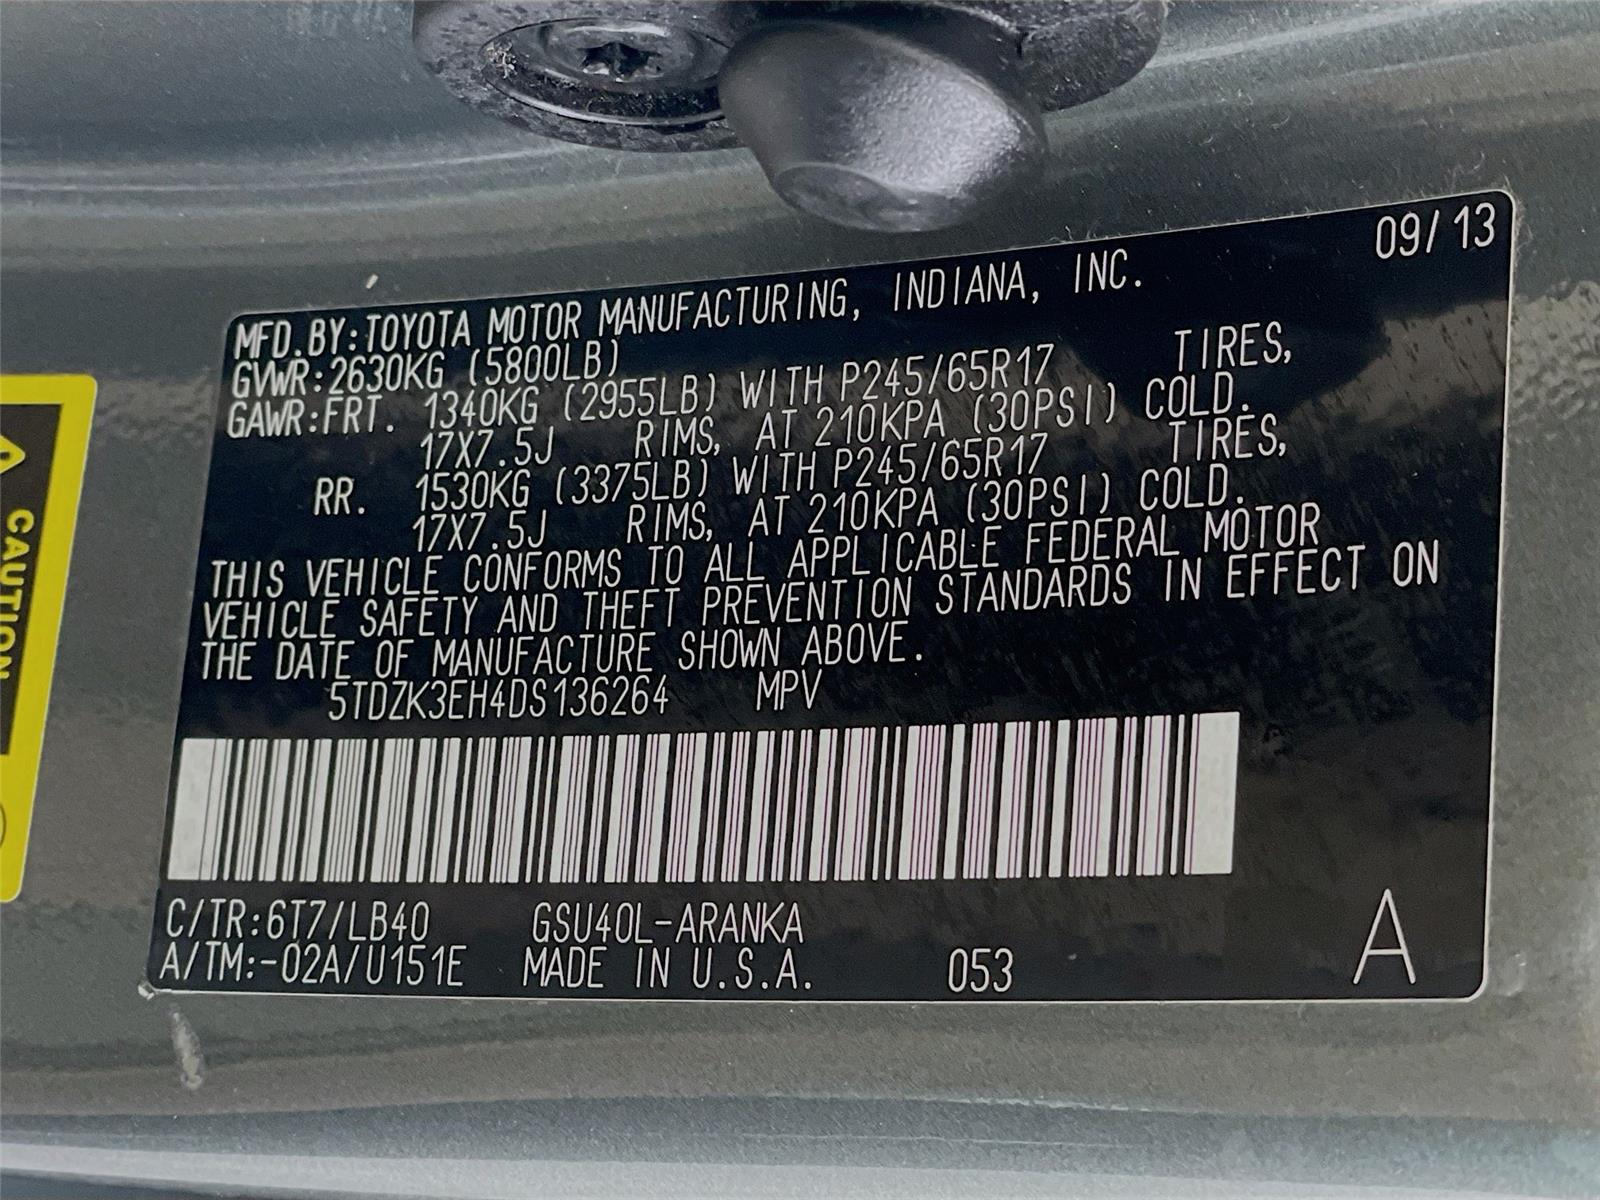 09/13
MFD.BY:TOYOTA MOTOR MANUFACTURING, INDIANA, INC.
GVWR:2630KG (5800LB)
GAWR:FRT. 1340KG (2955LB) WITH P245/65R17 TIRES,
17X7.5J RIMS, AT 210KPA (30PSI) COLD.
RR. 1530KG (3375LB) WITH P245/65R17 TIRES,
17X7.5J RIMS, AT 210KPA (30PSI) COLD.
THIS VEHICLE CONFORMS TO ALL APPLICABLE FEDERAL MOTOR
VEHICLE SAFETY AND THEFT PREVENTION STANDARDS IN EFFECT ON
THE DATE OF MANUFACTURE SHOWN ABOVE.
5TDZK3EH4DS136264 MPV
C/TR:6T7/LB40 GSU40L-ARANKA
A/TM:-02A/U151E MADE IN U.S.A. 053 A
CAUTION